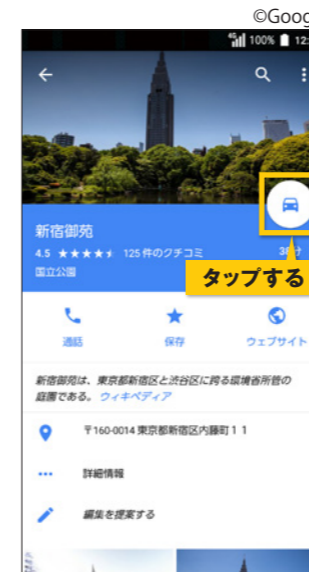 ©Goog
4G 100% 12:
新宿御苑
4.5 ★★★★★ 125件のクチコミ
国立公園
タップする
通話 保存 ウェブサイト
新宿御苑は、東京都新宿区と渋谷区に跨る環境省所管の
庭園である。 ウィキペディア
〒160-0014 東京都新宿区内藤町11
詳細情報
編集を提案する